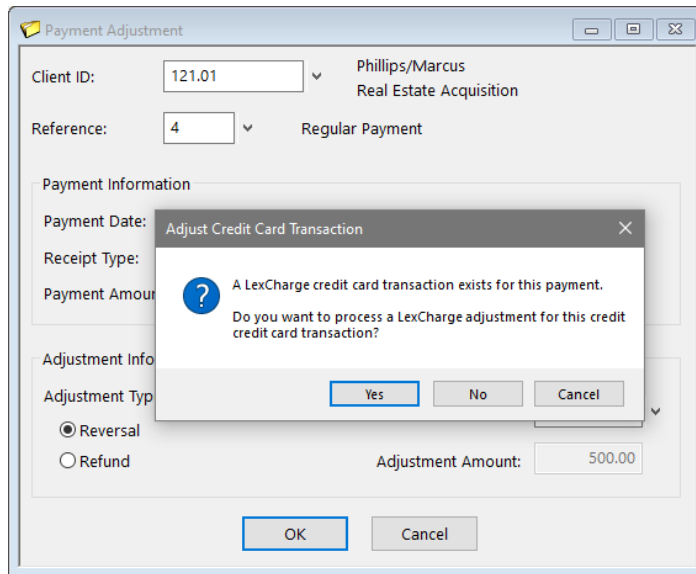 Payment Adjustment
Client ID: 121.01 Phillips/Marcus
Real Estate Acquisition
Reference: 4 Regular Payment
Payment Information
Payment Date:
Receipt Type:
Payment
Adjust Credit Card Transaction
A LexCharge credit card transaction exists for this payment.
Do you want to process a LexCharge adjustment for this credit
credit card transaction?
Yes No Cancel
Adjustment
Adjustment
Reversal
Refund Adjustment Amount: 500.00
OK Cancel